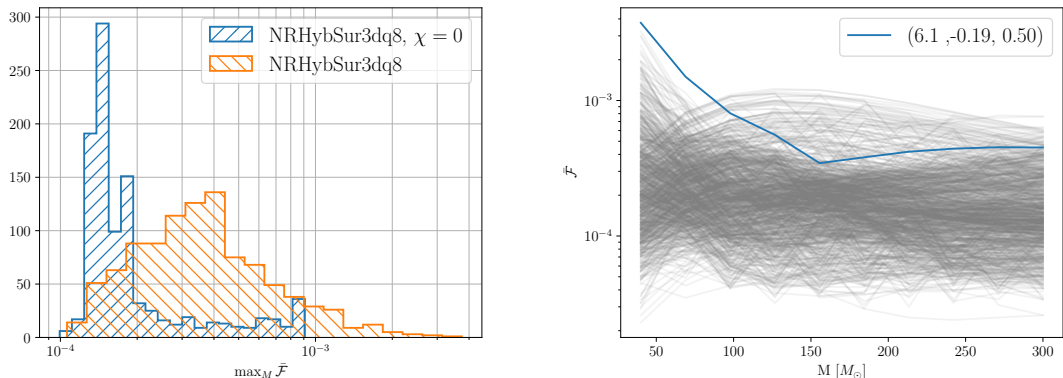 300
250
200
150
100
50
0
NRHybSur3dq8, χ = 0
NRHybSur3dq8
10⁻⁴
10⁻³
max_M 𝓕̄
(6.1 ,-0.19, 0.50)
10⁻³
10⁻⁴
𝓕̄
50
100
150
200
250
300
M [M_⊙]